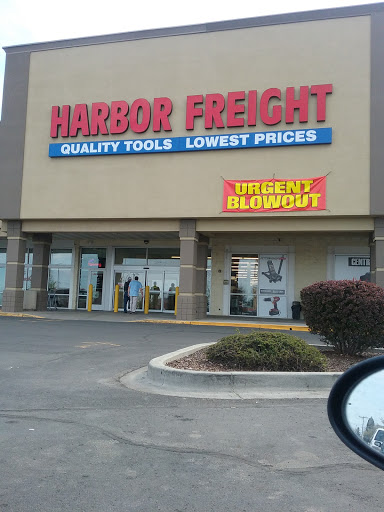 HARBOR FREIGHT
QUALITY TOOLS LOWEST PRICES
URGENT
BLOWOUT